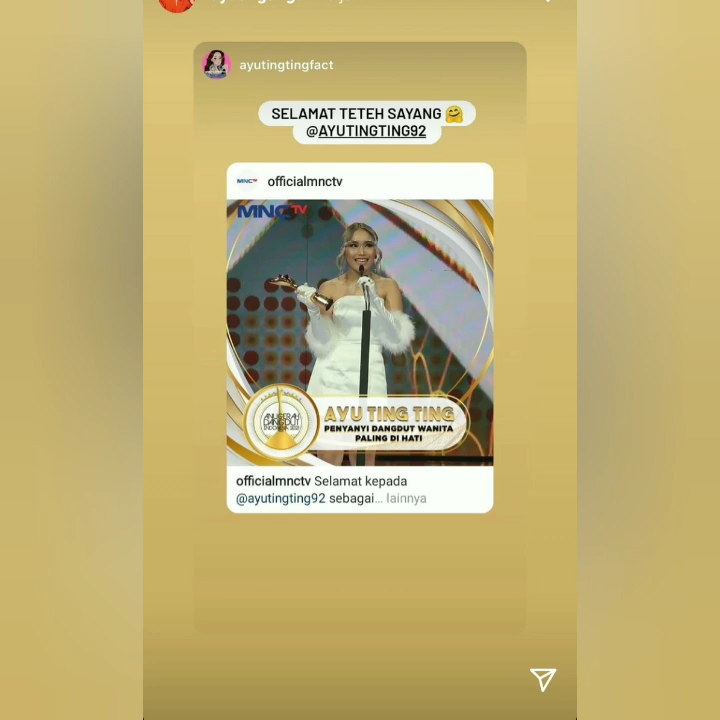 ayutingtingfact
SELAMAT TETEH SAYANG 🤗
@AYUTINGTING92
MNCTV officialmnctv
MNCTV
ANUGERAH
DANGDUT
AYU TING TING
PENYANYI DANGDUT WANITA
PALING DI HATI
officialmnctv Selamat kepada
@ayutingting92 sebagai... lainnya